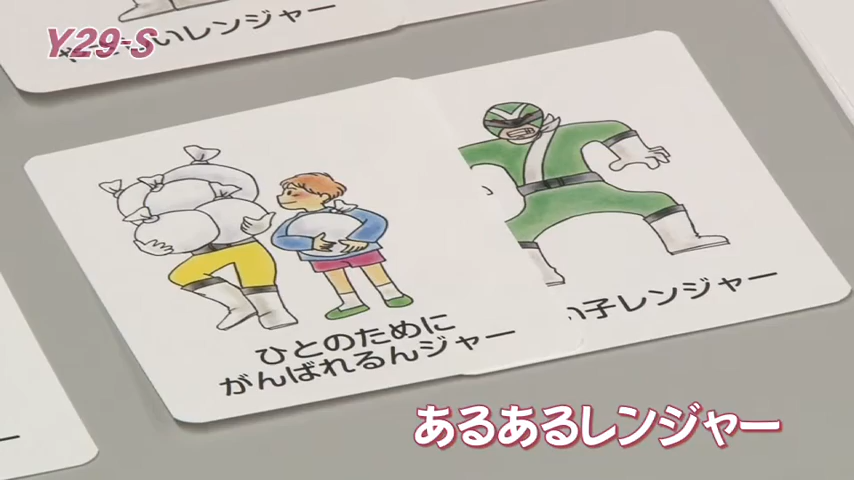 Y29-S
いレンジャー
ひとのために
がんばれるんジャー
子レンジャー
あるあるレンジャー